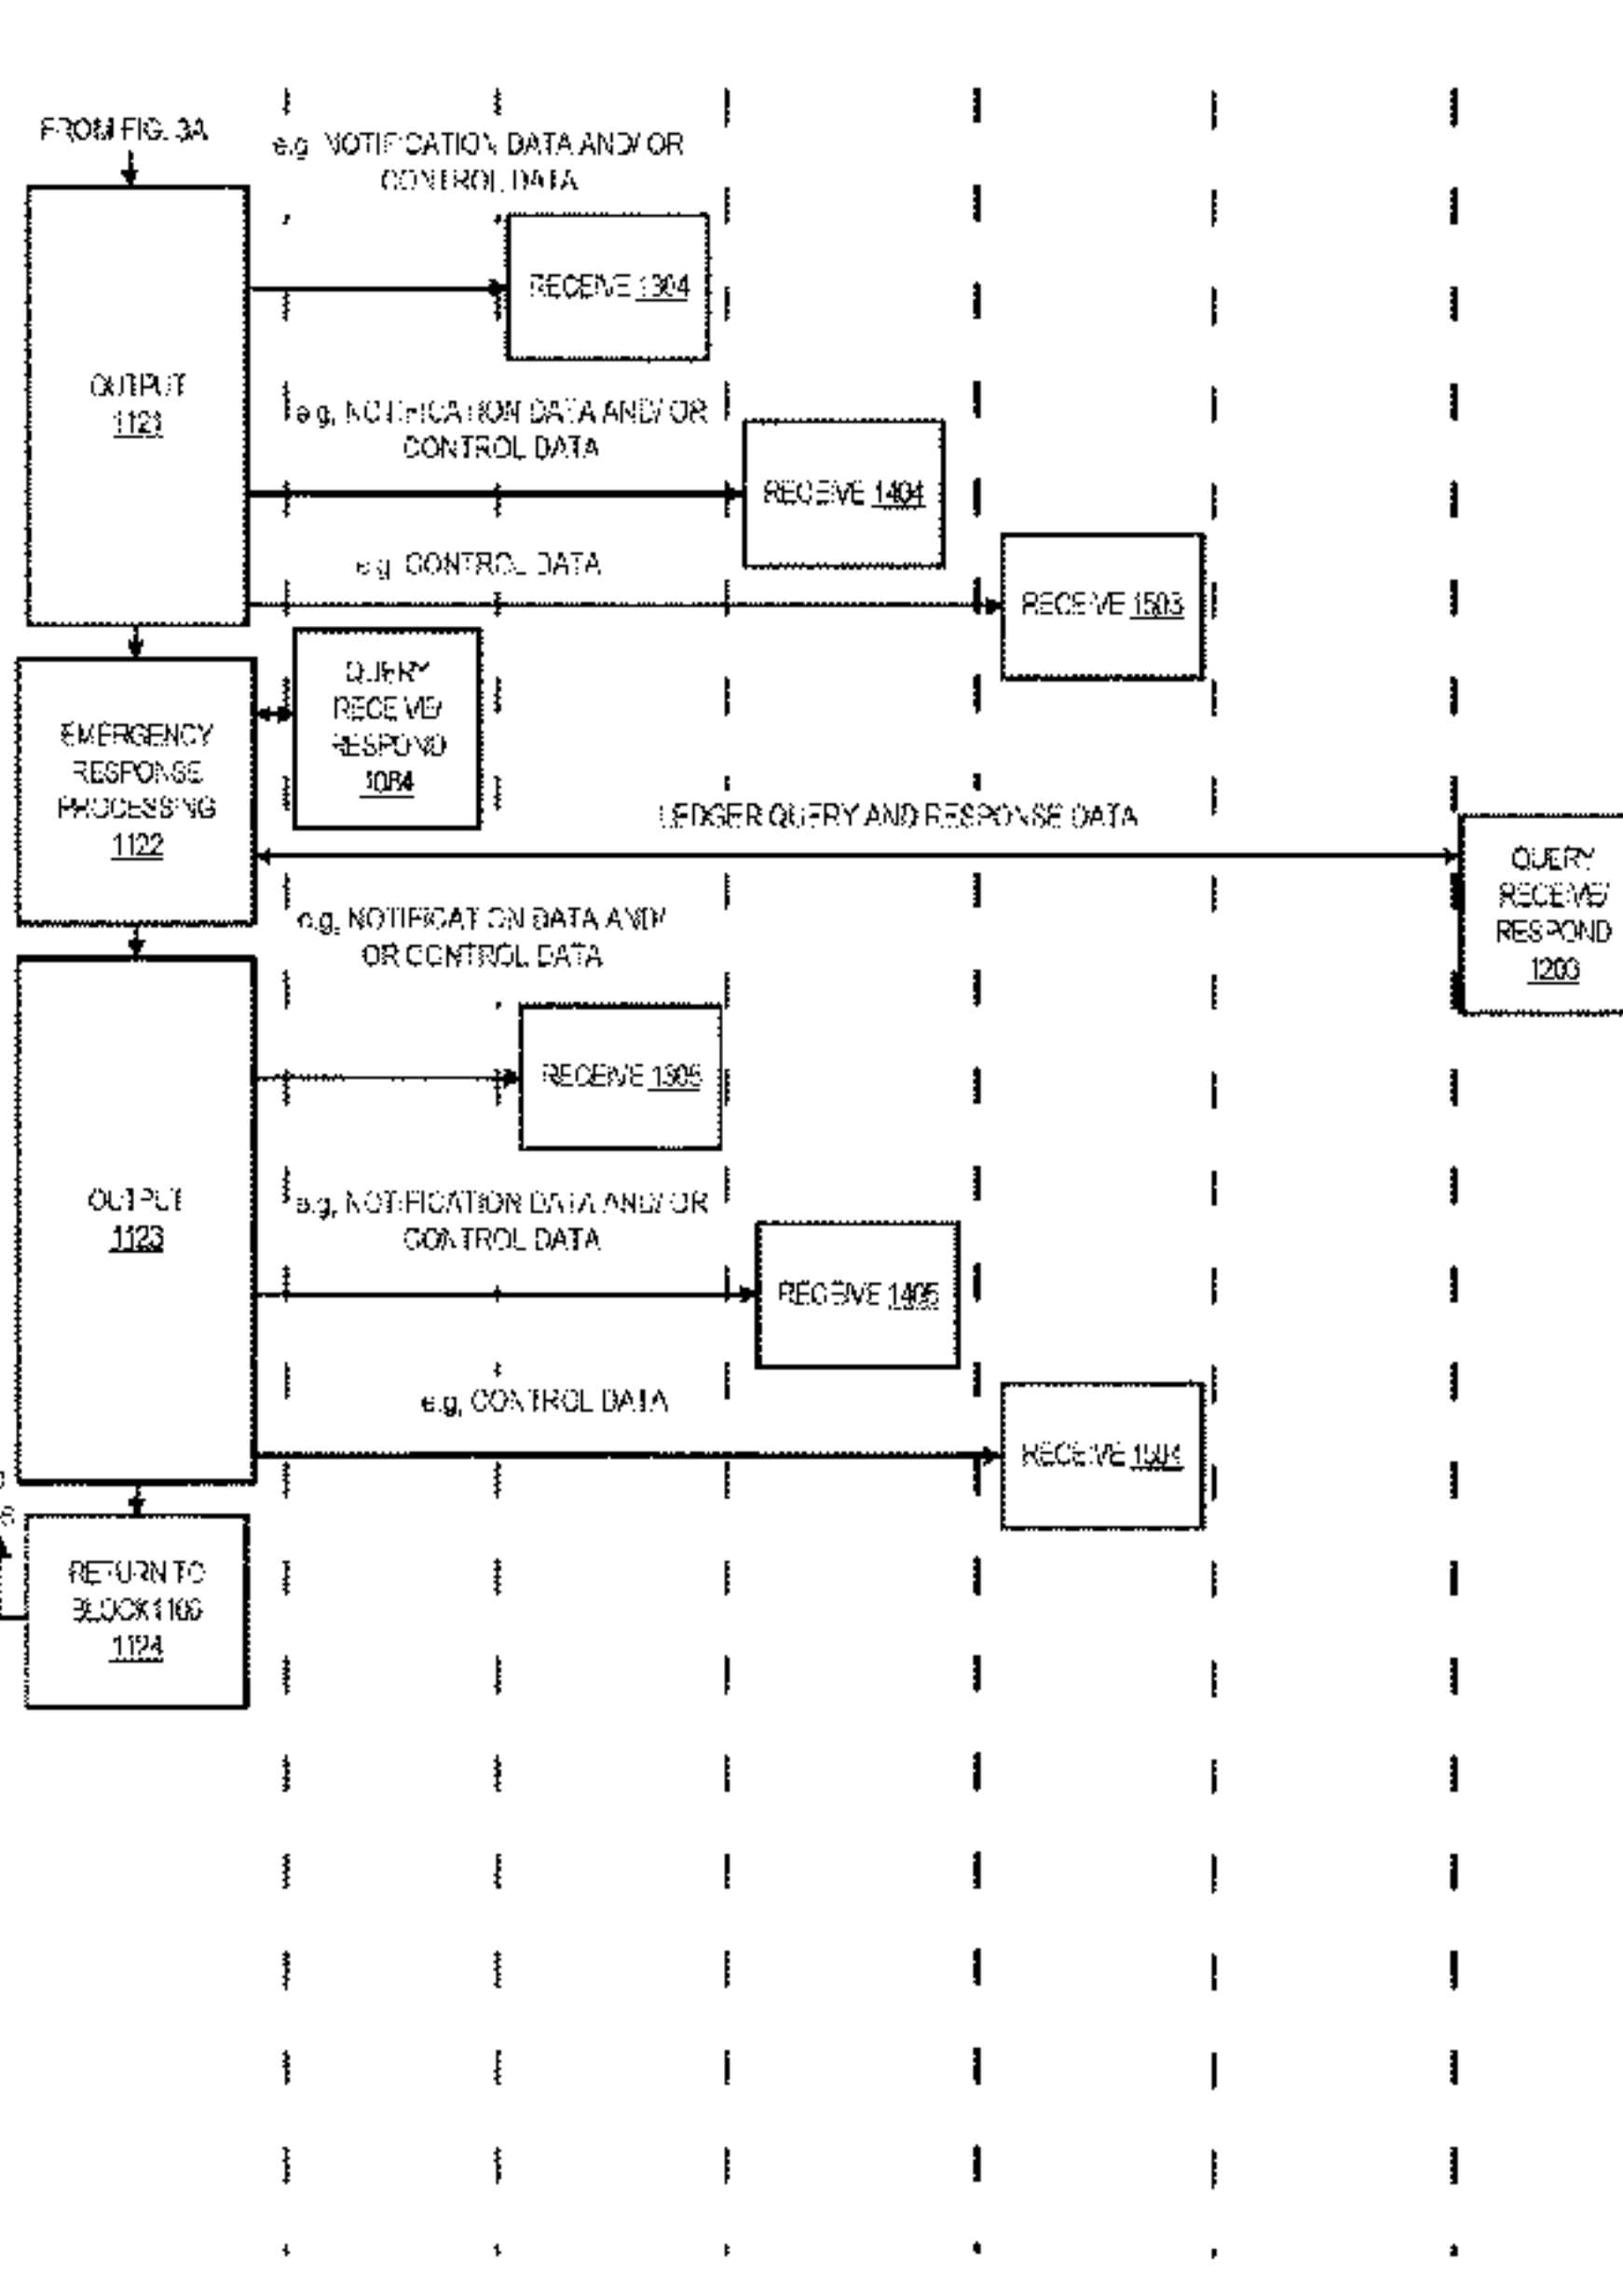 FROM FIG. 3A
e.g. NOTIFICATION DATA AND/ OR
CONTROL DATA
RECEIVE 1304
OUTPUT
1121
e.g, NOTIFICATION DATA AND/ OR
CONTROL DATA
RECEIVE 1404
e.g. CONTROL DATA
RECEIVE 1503
QUERY
RECEIVE/
RESPOND
1084
EMERGENCY
RESPONSE
PROCESSING
1122
LEDGER QUERY AND RESPONSE DATA
QUERY
RECEIVE/
RESPOND
1203
e.g, NOTIFICATION DATA AND/
OR CONTROL DATA
RECEIVE 1305
OUTPUT
1123
e.g, NOTIFICATION DATA AND/ OR
CONTROL DATA
RECEIVE 1405
e.g, CONTROL DATA
RECEIVE 1504
RETURN TO
BLOCK
1124